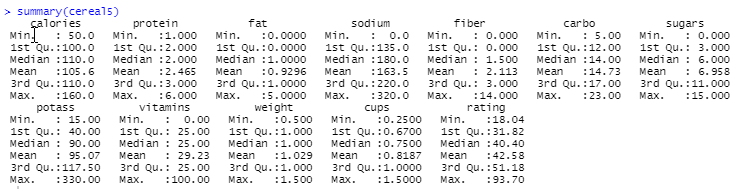 > summary(cereal5)
calories protein fat sodium fiber carbo sugars
Min. : 50.0 Min. :1.000 Min. :0.0000 Min. : 0.0 Min. : 0.000 Min. : 5.00 Min. : 0.000
1st Qu.:100.0 1st Qu.:2.000 1st Qu.:0.0000 1st Qu.:135.0 1st Qu.: 0.000 1st Qu.:12.00 1st Qu.: 3.000
Median :110.0 Median :2.000 Median :1.0000 Median :180.0 Median : 1.500 Median :14.00 Median : 6.000
Mean :105.6 Mean :2.465 Mean :0.9296 Mean :163.5 Mean : 2.113 Mean :14.73 Mean : 6.958
3rd Qu.:110.0 3rd Qu.:3.000 3rd Qu.:1.0000 3rd Qu.:220.0 3rd Qu.: 3.000 3rd Qu.:17.00 3rd Qu.:11.000
Max. :160.0 Max. :6.000 Max. :5.0000 Max. :320.0 Max. :14.000 Max. :23.00 Max. :15.000
potass vitamins weight cups rating
Min. : 15.00 Min. : 0.00 Min. :0.500 Min. :0.2500 Min. :18.04
1st Qu.: 40.00 1st Qu.: 25.00 1st Qu.:1.000 1st Qu.:0.6700 1st Qu.:31.82
Median : 90.00 Median : 25.00 Median :1.000 Median :0.7500 Median :40.40
Mean : 95.07 Mean : 29.23 Mean :1.029 Mean :0.8187 Mean :42.58
3rd Qu.:117.50 3rd Qu.: 25.00 3rd Qu.:1.000 3rd Qu.:1.0000 3rd Qu.:51.18
Max. :330.00 Max. :100.00 Max. :1.500 Max. :1.5000 Max. :93.70